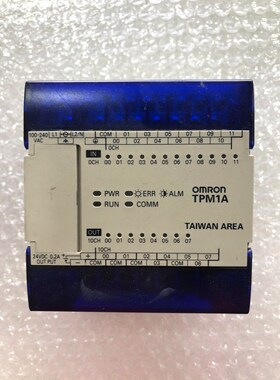 100-240 VAC L1 L2/N COM 01 03 05 07 09 11
00 02 04 06 08 10
0CH
IN
0CH 00 01 02 03 04 05 06 07 08 09 10 11
PWR ERR ALM
RUN COMM
OMRON
TPM1A
TAIWAN AREA
OUT
10CH 00 01 02 03 04 05 06 07
10CH
24VDC 0.2A + 00 01 02 03 04 05 07
OUT PUT - COM COM COM COM 06